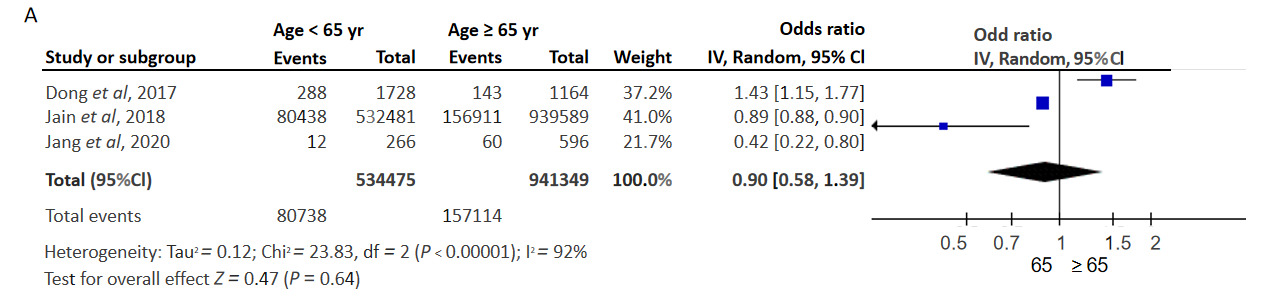 A
Age < 65 yr Age ≥ 65 yr Odds ratio Odds ratio
Study or subgroup Events Total Events Total Weight IV, Random, 95% CI IV, Random, 95%CI
Dong et al, 2017 288 1728 143 1164 37.2% 1.43 [1.15, 1.77]
Jain et al, 2018 80438 532481 156911 939589 41.0% 0.89 [0.88, 0.90]
Jang et al, 2020 12 266 60 596 21.7% 0.42 [0.22, 0.80]
Total (95%CI) 534475 941349 100.0% 0.90 [0.58, 1.39]
Total events 80738 157114
Heterogeneity: Tau² = 0.12; Chi² = 23.83, df = 2 (P < 0.00001); I² = 92%
Test for overall effect Z = 0.47 (P = 0.64)
0.5 0.7 1 1.5 2
65 ≥ 65